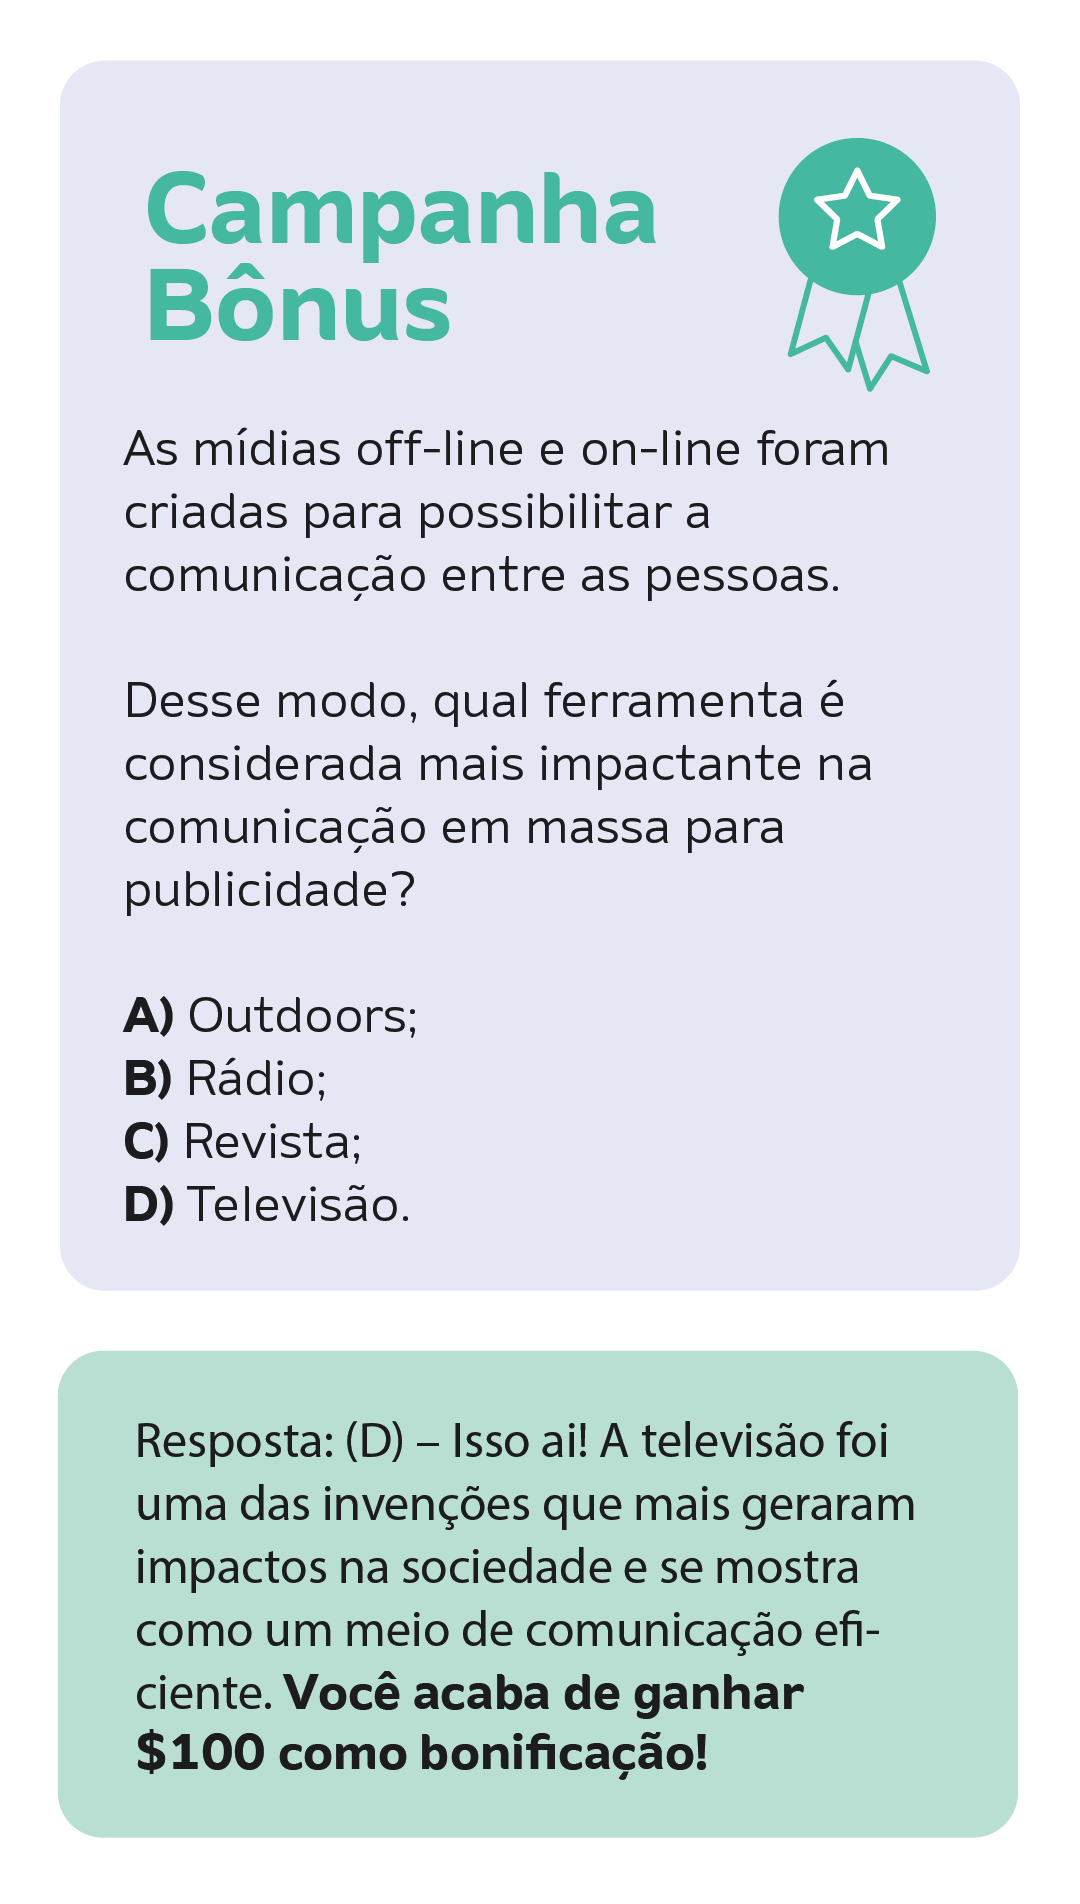 Campanha
Bônus
As mídias off-line e on-line foram
criadas para possibilitar a
comunicação entre as pessoas.
Desse modo, qual ferramenta é
considerada mais impactante na
comunicação em massa para
publicidade?
A) Outdoors;
B) Rádio;
C) Revista;
D) Televisão.
Resposta: (D) – Isso ai! A televisão foi
uma das invenções que mais geraram
impactos na sociedade e se mostra
como um meio de comunicação efi-
ciente. Você acaba de ganhar
$100 como bonificação!